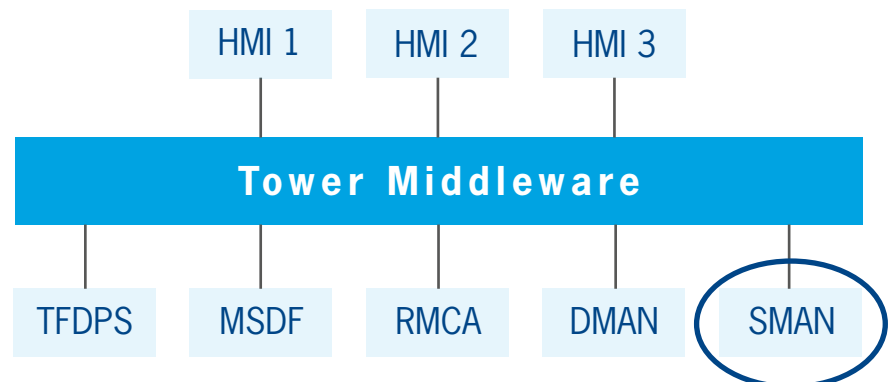 HMI 1 HMI 2 HMI 3
Tower Middleware
TFDPS MSDF RMCA DMAN SMAN